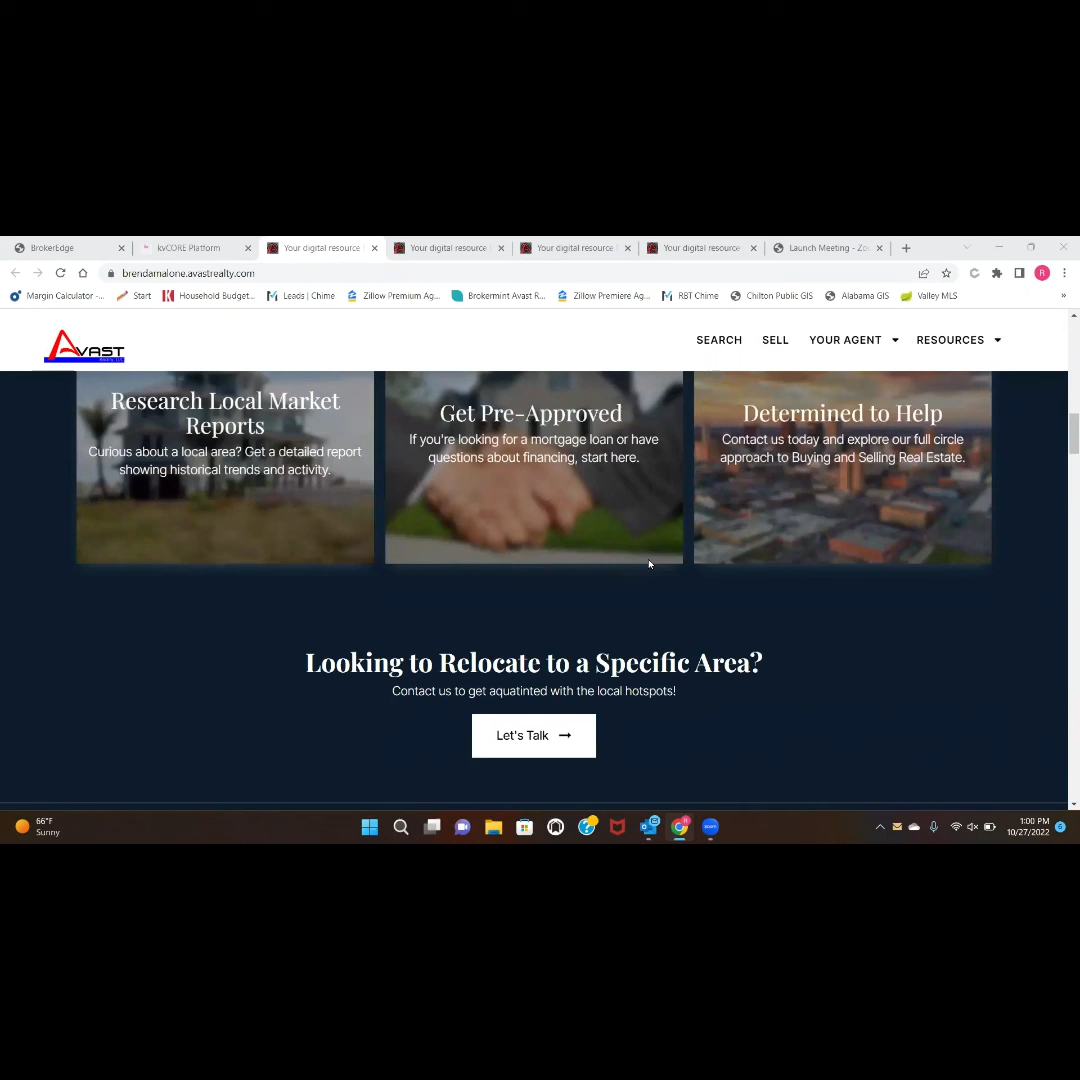 BrokerEdge
kvCORE Platform
Your digital resource
Your digital resource
Your digital resource
Your digital resource
Launch Meeting - Zo
brendamalone.avastrealty.com
R
Margin Calculator -...
Start
Household Budget...
Leads | Chime
Zillow Premium Ag...
Brokermint Avast R...
Zillow Premiere Ag...
RBT Chime
Chilton Public GIS
Alabama GIS
Valley MLS
»
AVAST
SEARCH
SELL
YOUR AGENT
RESOURCES
Research Local Market
Reports
Curious about a local area? Get a detailed report
showing historical trends and activity.
Get Pre-Approved
If you're looking for a mortgage loan or have
questions about financing, start here.
Determined to Help
Contact us today and explore our full circle
approach to Buying and Selling Real Estate.
Looking to Relocate to a Specific Area?
Contact us to get aquatinted with the local hotspots!
Let's Talk
66°F
Sunny
zoom
1:00 PM
10/27/2022